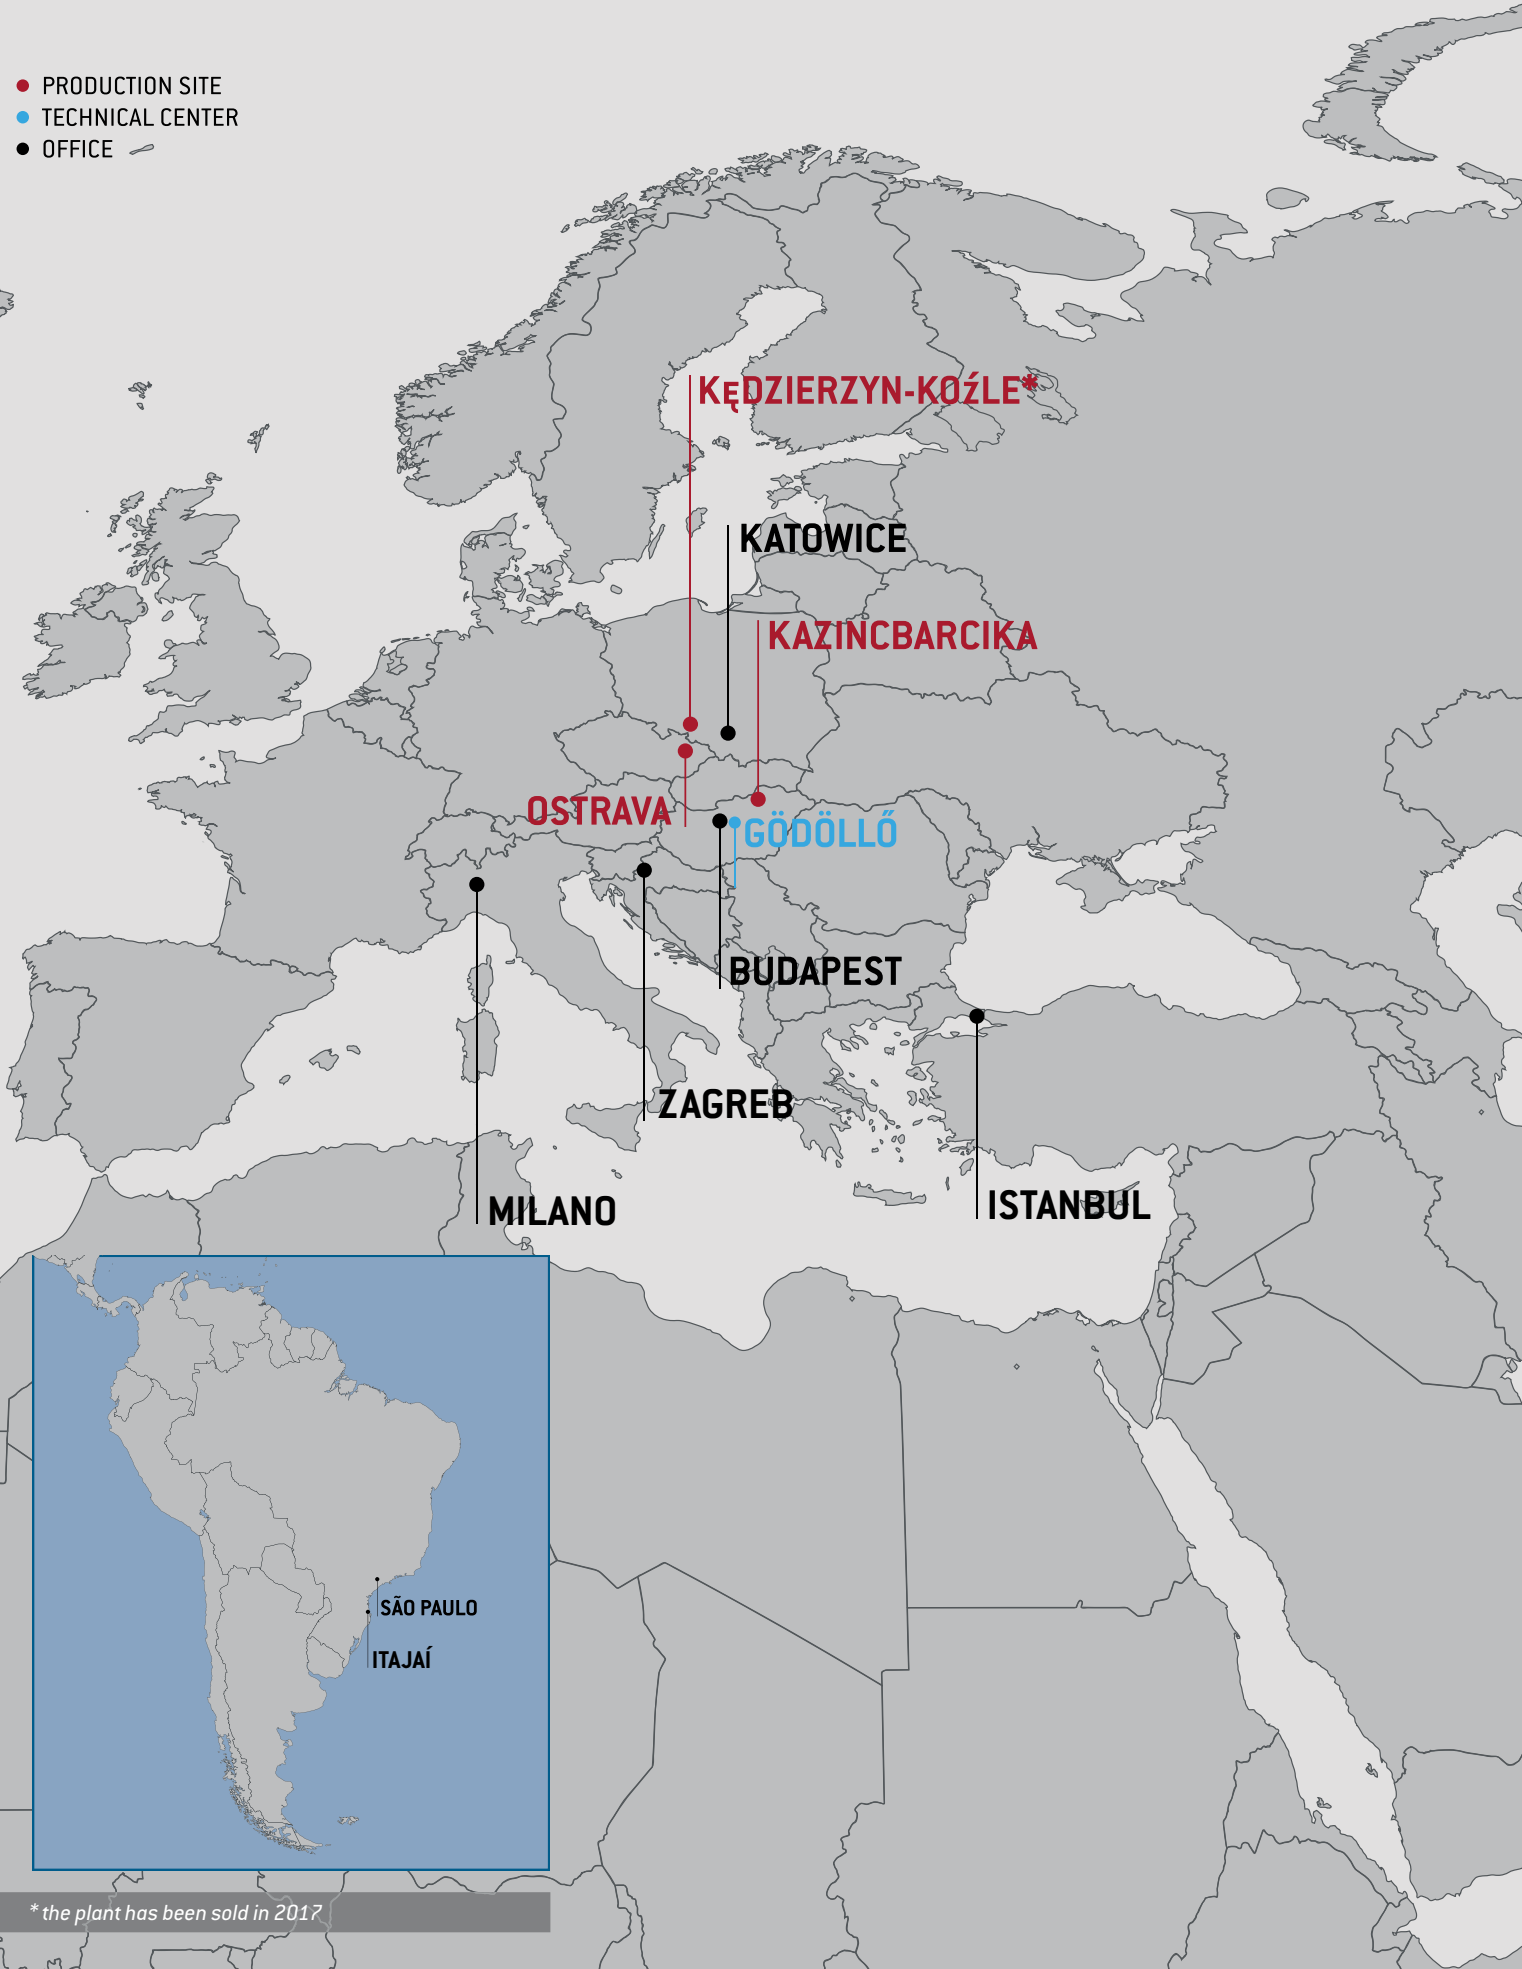 PRODUCTION SITE
TECHNICAL CENTER
OFFICE
KĘDZIERZYN-KOŹLE*
KATOWICE
KAZINCBARCIKA
OSTRAVA
GÖDÖLLŐ
BUDAPEST
ZAGREB
MILANO
ISTANBUL
SÃO PAULO
ITAJAÍ
* the plant has been sold in 2017